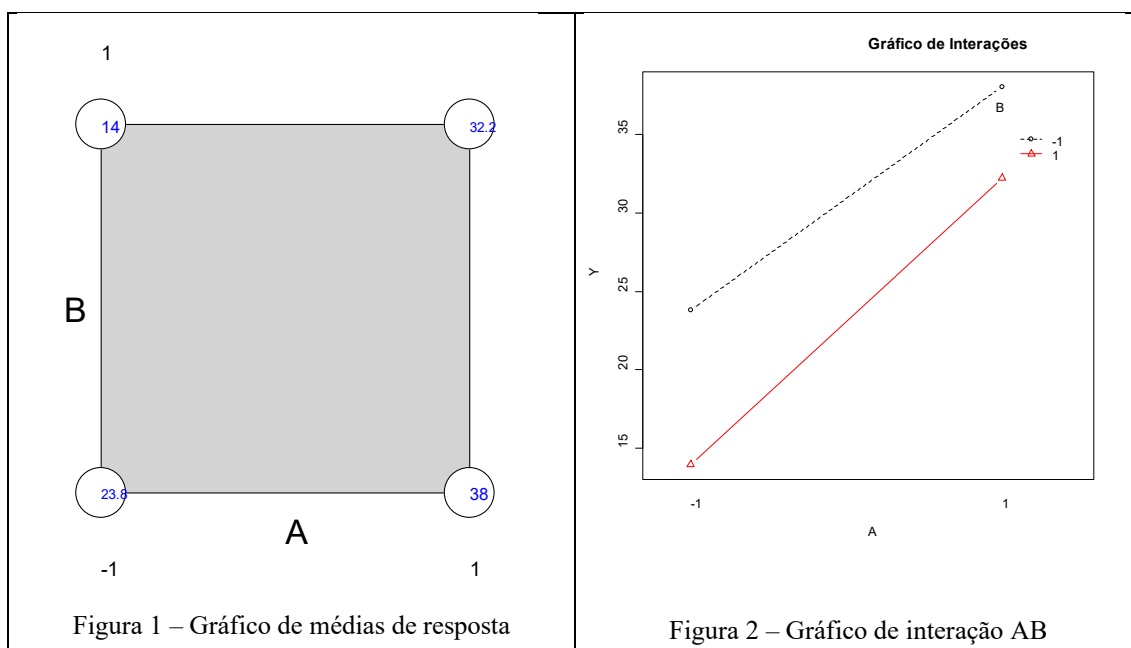 1
14
32.2
B
23.8
38
A
-1
1
Figura 1 – Gráfico de médias de resposta
Gráfico de Interações
35
30
25
20
15
Y
B
-1
1
-1
1
A
Figura 2 – Gráfico de interação AB